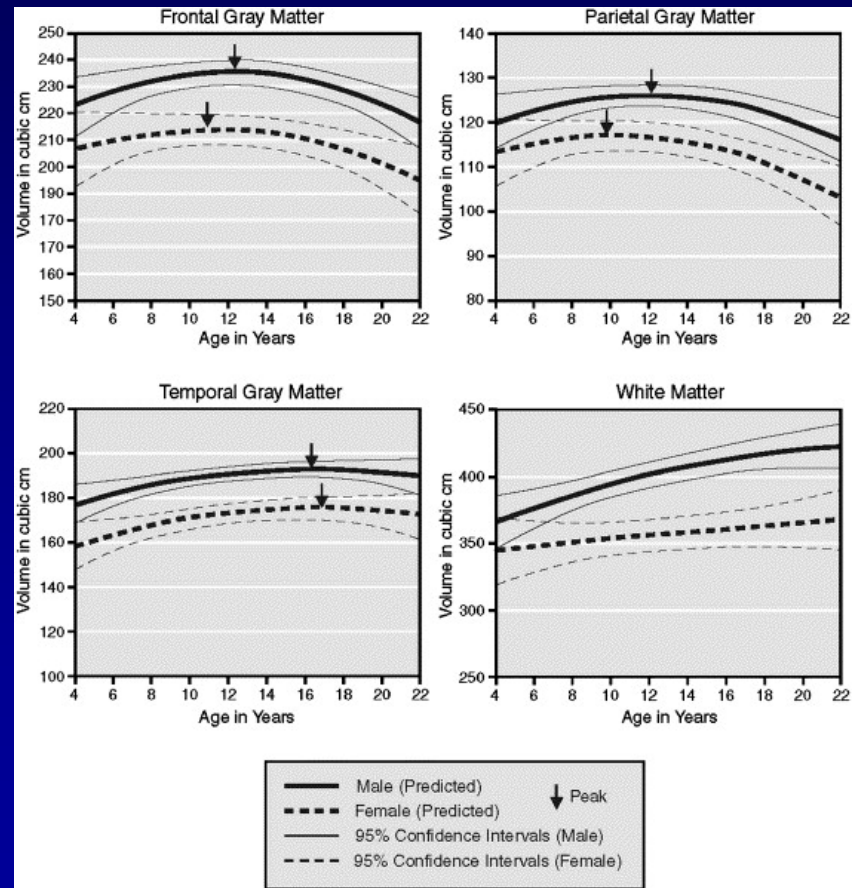 Frontal Gray Matter
Volume in cubic cm
250
240
230
220
210
200
190
180
170
170
150
4 6 8 10 12 14 16 18 20 22
Age in Years
Parietal Gray Matter
Volume in cubic cm
140
130
120
110
100
90
80
4 6 8 10 12 14 16 18 20 22
Age in Years
Temporal Gray Matter
Volume in cubic cm
220
200
180
160
140
120
100
4 6 8 10 12 14 16 18 20 22
Age in Years
White Matter
Volume in cubic cm
450
400
350
300
250
4 6 8 10 12 14 16 18 20 22
Age in Years
Male (Predicted)
Peak
Female (Predicted)
95% Confidence Intervals (Male)
95% Confidence Intervals (Female)